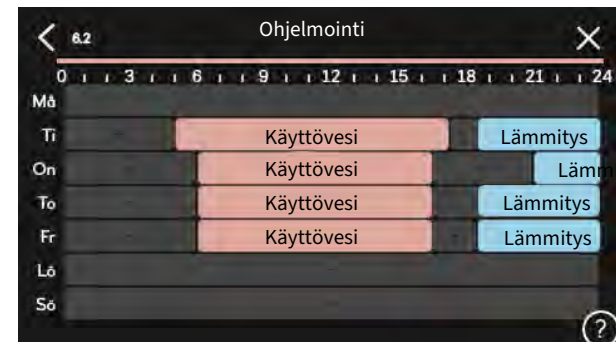 6.2 Ohjelmointi
0 3 6 9 12 15 18 21 24
Må
Ti Käyttövesi Lämmitys
On Käyttövesi Lämm
To Käyttövesi Lämmitys
Fr Käyttövesi Lämmitys
Lö
Sö
?